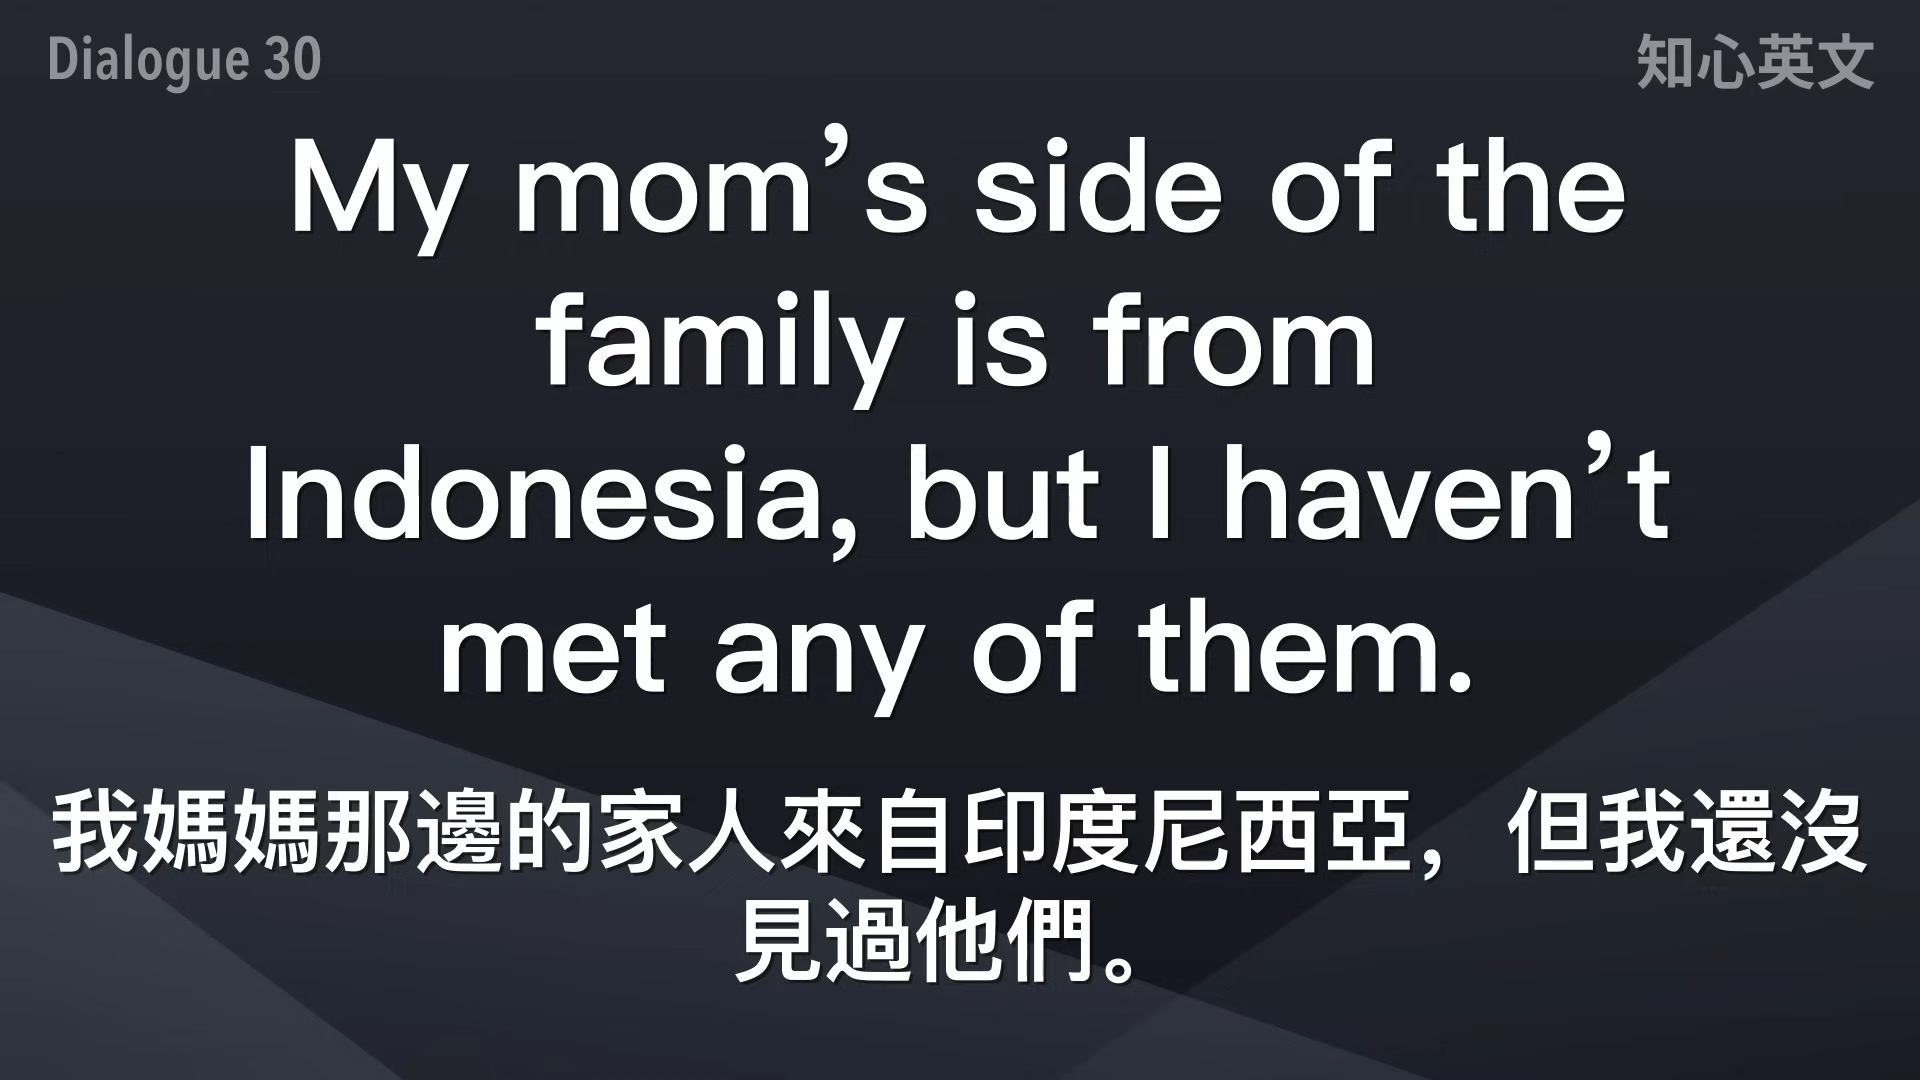 Dialogue 30
知心英文
My mom’s side of the
family is from
Indonesia, but I haven’t
met any of them.
我媽媽那邊的家人來自印度尼西亞，但我還沒
見過他們。